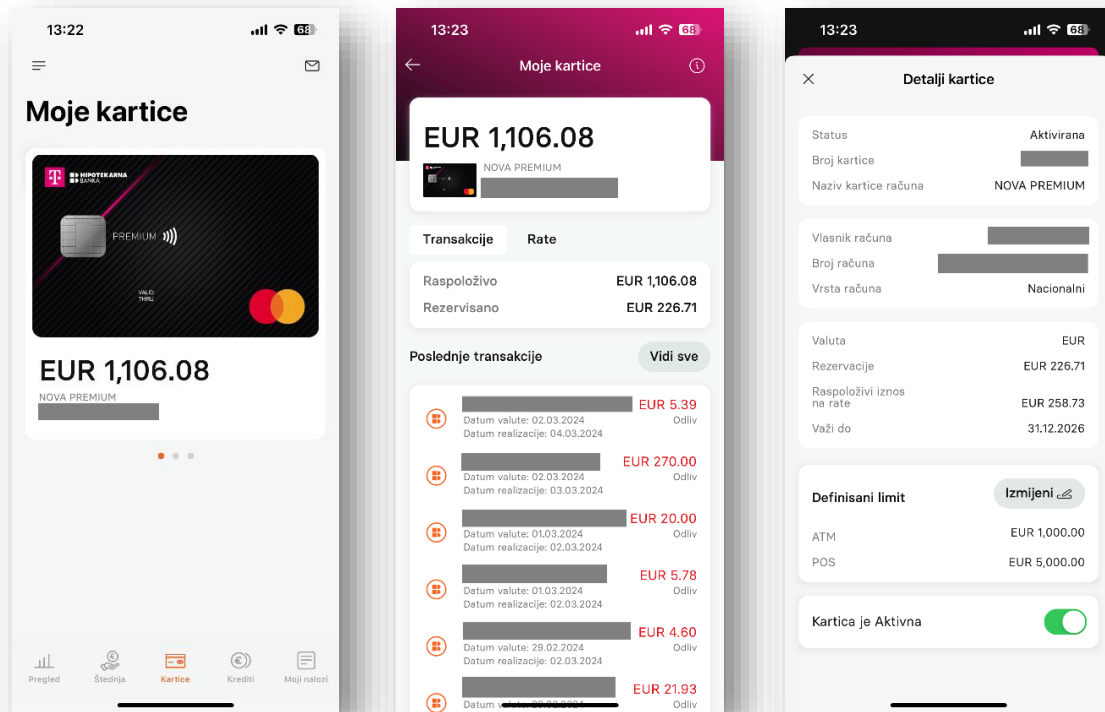 13:22
68
Moje kartice
T HIPOTEKARNA
BANKA
PREMIUM
VALID
THRU
EUR 1,106.08
NOVA PREMIUM
Pregled
Štednja
Kartice
Krediti
Moji nalozi
13:23
68
Moje kartice
EUR 1,106.08
NOVA PREMIUM
Transakcije Rate
Raspoloživo EUR 1,106.08
Rezervisano EUR 226.71
Poslednje transakcije Vidi sve
EUR 5.39
Datum valute: 02.03.2024 Odliv
Datum realizacije: 04.03.2024
EUR 270.00
Datum valute: 02.03.2024 Odliv
Datum realizacije: 03.03.2024
EUR 20.00
Datum valute: 01.03.2024 Odliv
Datum realizacije: 02.03.2024
EUR 5.78
Datum valute: 01.03.2024 Odliv
Datum realizacije: 02.03.2024
EUR 4.60
Datum valute: 29.02.2024 Odliv
Datum realizacije: 02.03.2024
EUR 21.93
Datum Odliv
13:23
68
Detalji kartice
Status Aktivirana
Broj kartice
Naziv kartice računa NOVA PREMIUM
Vlasnik računa
Broj računa
Vrsta računa Nacionalni
Valuta EUR
Rezervacije EUR 226.71
Raspoloživi iznos
na rate EUR 258.73
Važi do 31.12.2026
Definisani limit Izmijeni
ATM EUR 1,000.00
POS EUR 5,000.00
Kartica je Aktivna